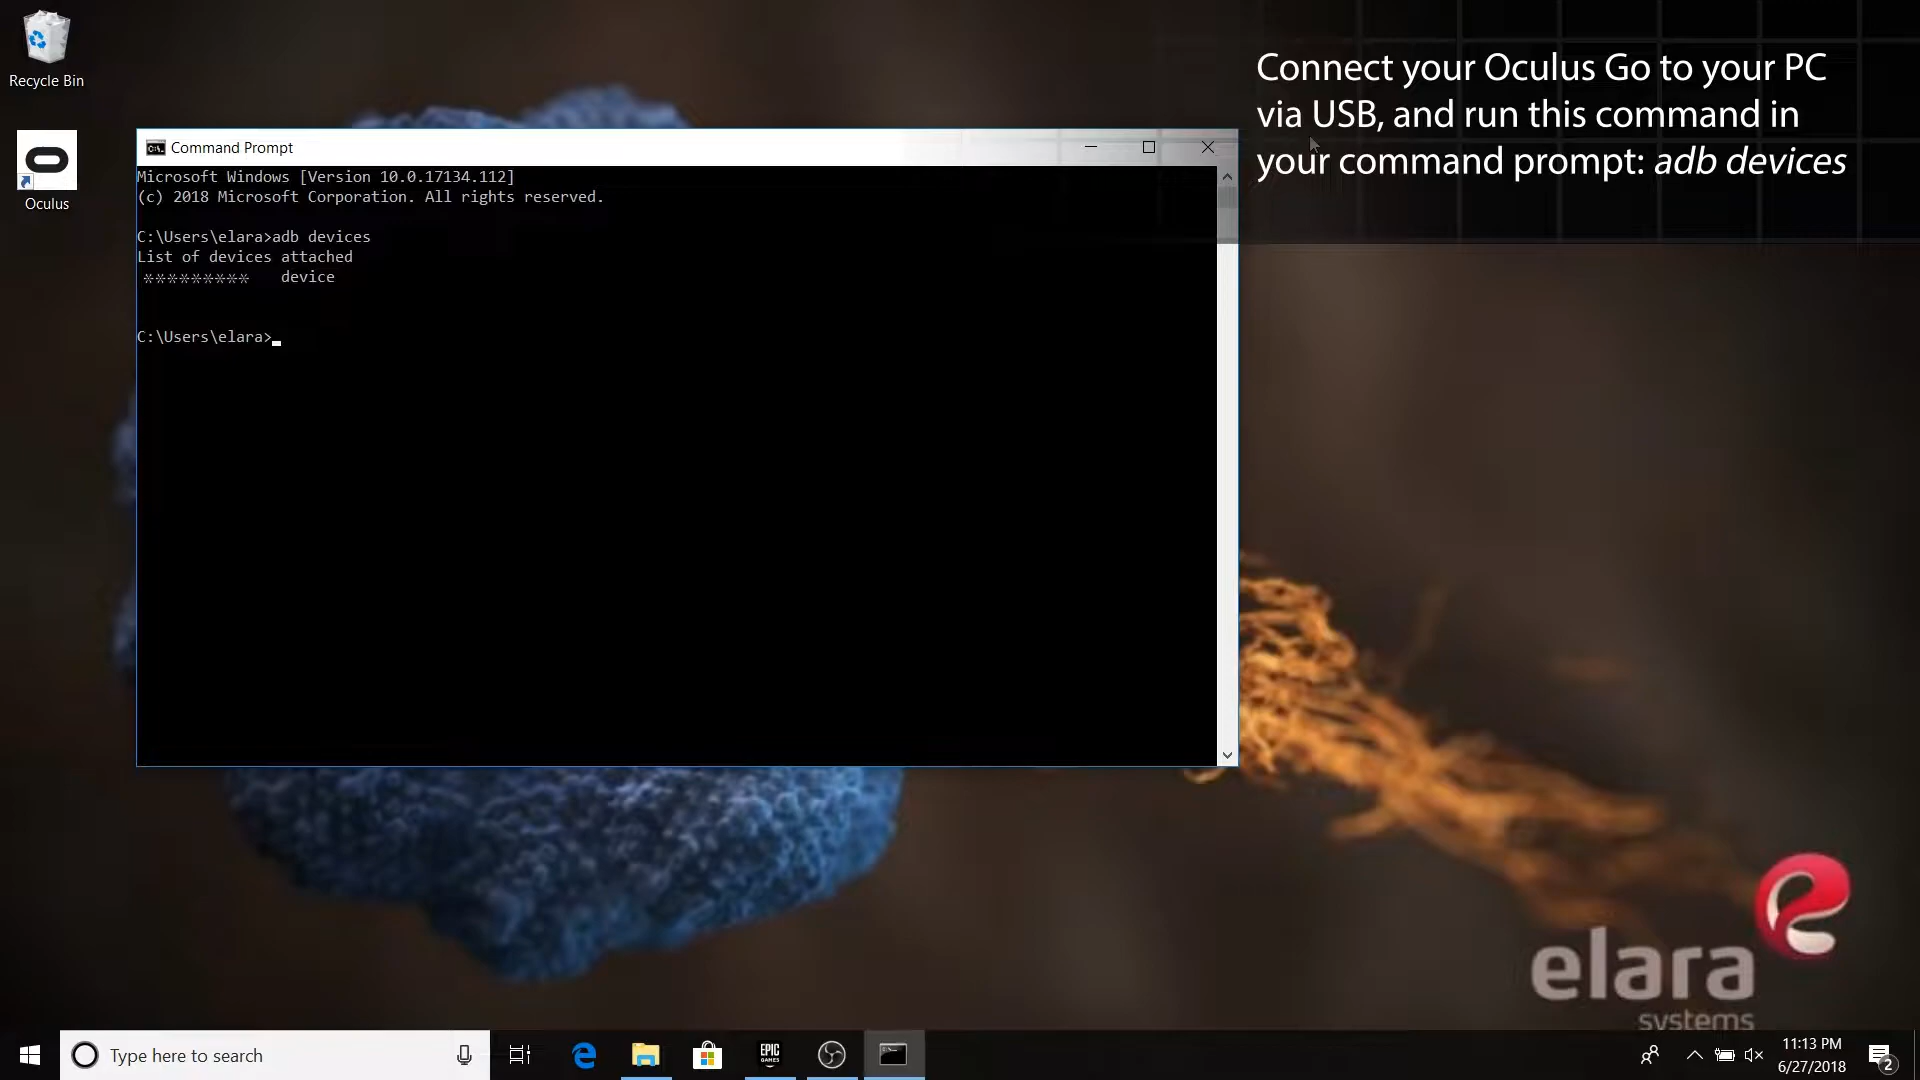 Recycle Bin
Oculus
Connect your Oculus Go to your PC
via USB, and run this command in
your command prompt: adb devices
Command Prompt
Microsoft Windows [Version 10.0.17134.112]
(c) 2018 Microsoft Corporation. All rights reserved.
C:\Users\elara>adb devices
List of devices attached
********* device
C:\Users\elara>
elara
systems
Type here to search
EPIC
GAMES
11:13 PM
6/27/2018
2